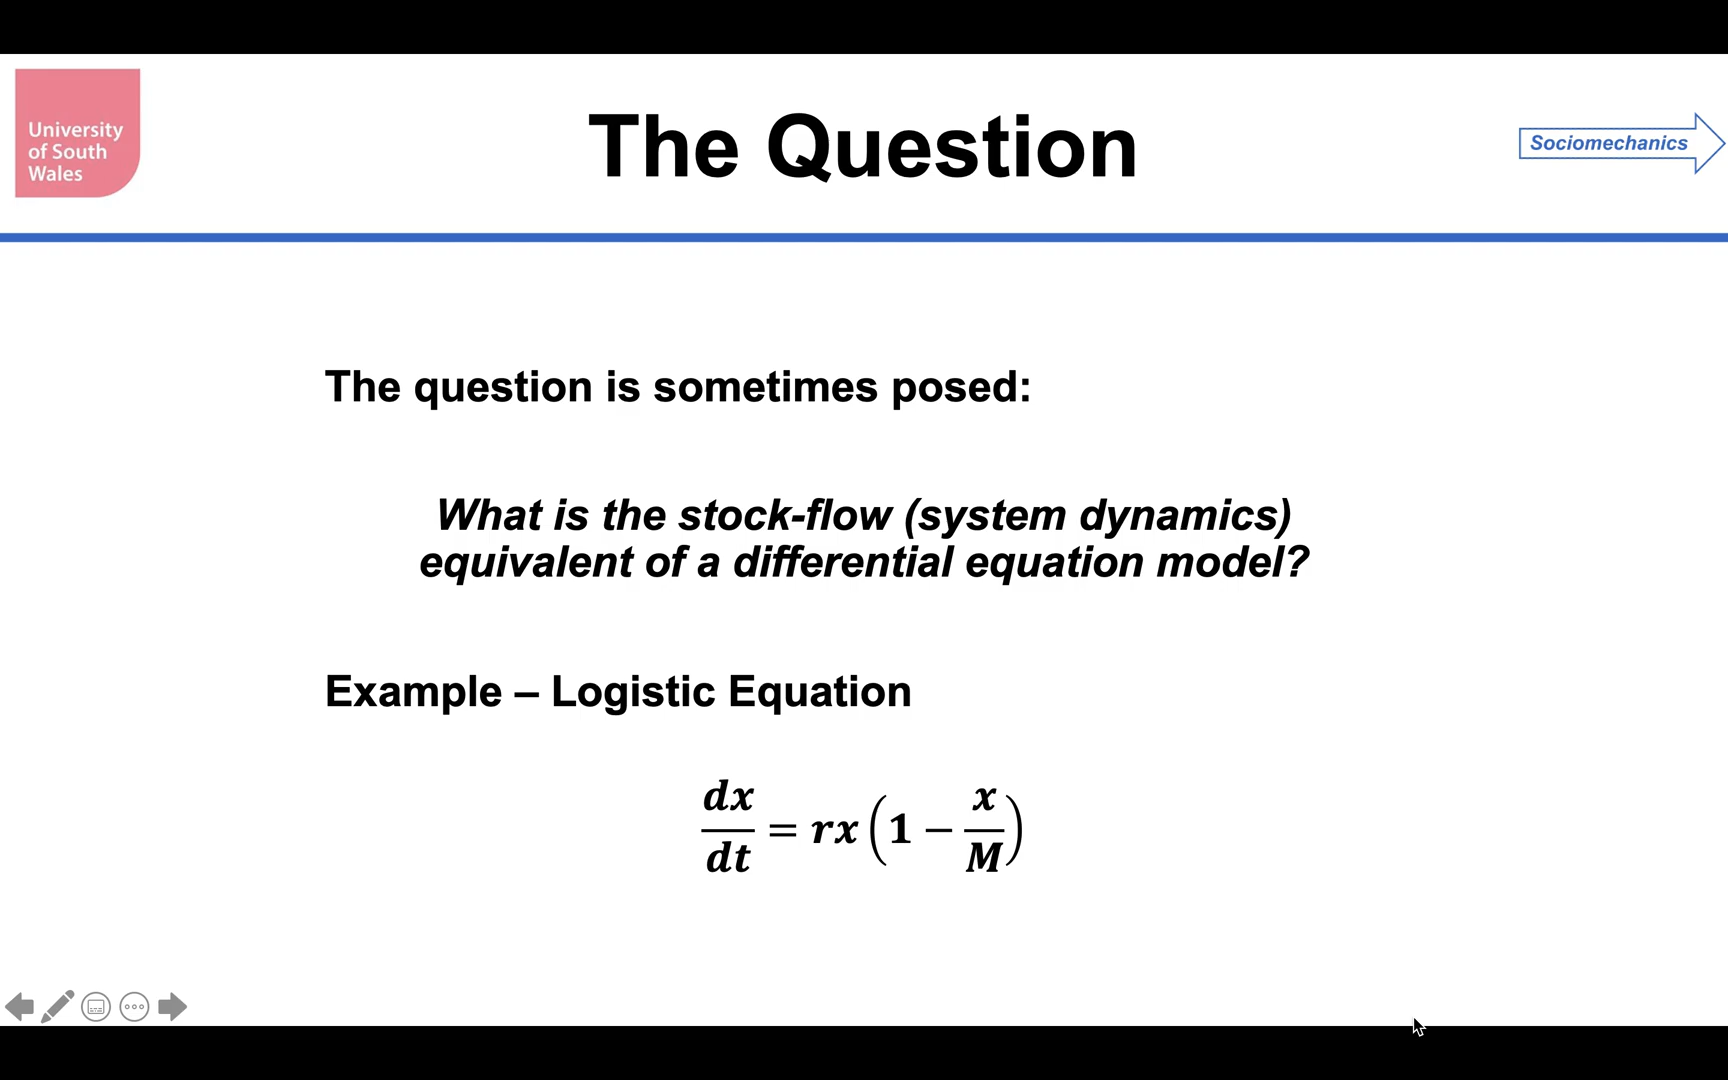 University
of South
Wales
The Question
Sociomechanics
The question is sometimes posed:
What is the stock-flow (system dynamics)
equivalent of a differential equation model?
Example – Logistic Equation
dx/dt = rx(1 − x/M)